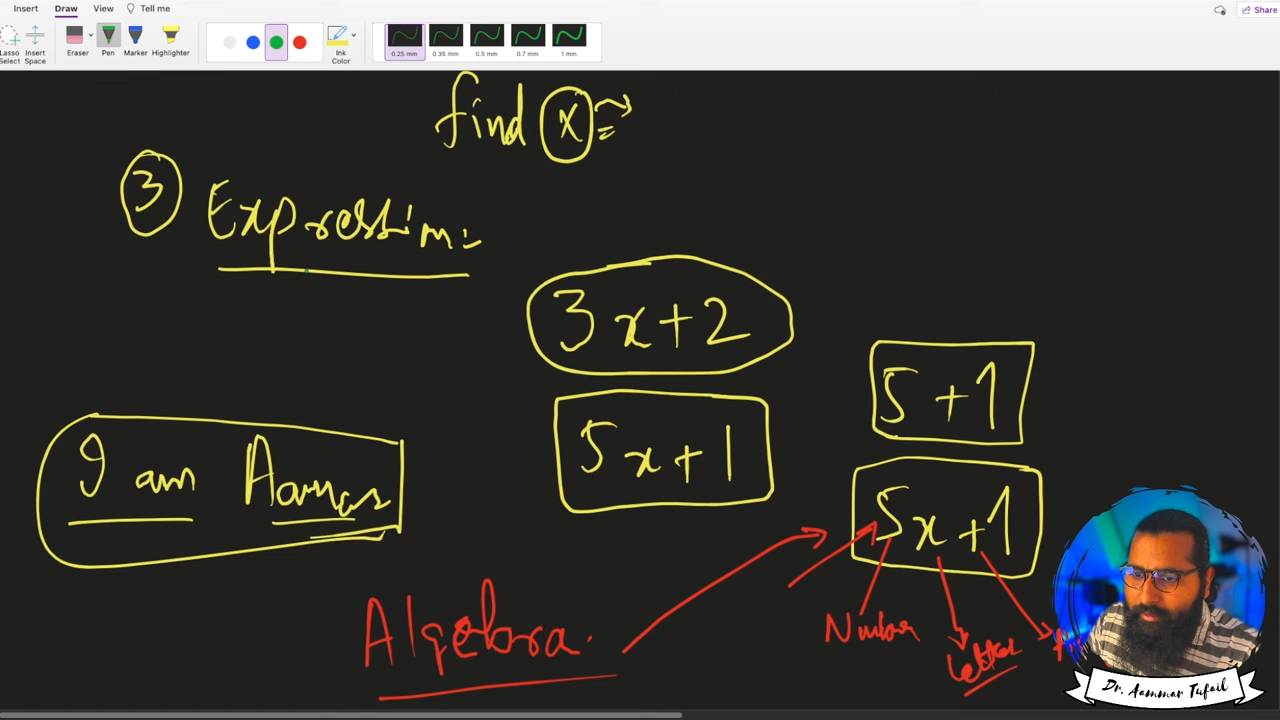 Insert Draw View Tell me Share
Lasso Select Insert Space Eraser Pen Marker Highlighter Ink Color 0.25 mm 0.35 mm 0.5 mm 0.7 mm 1 mm
find x =
3 Expression:
3x+2
5+1
5x+1
I am Aamar
5x+1
Algebra.
Number
Letter
Dr. Aammar Tufail